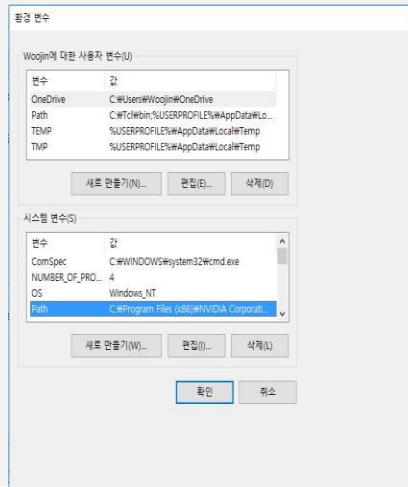 환경 변수
Woojin에 대한 사용자 변수(U)
변수 값
OneDrive C:₩Users₩Woojin₩OneDrive
Path C:₩Tcl₩bin;%USERPROFILE%₩AppData₩Lo...
TEMP %USERPROFILE%₩AppData₩Local₩Temp
TMP %USERPROFILE%₩AppData₩Local₩Temp
새로 만들기(N)... 편집(E)... 삭제(D)
시스템 변수(S)
변수 값
ComSpec C:₩WINDOWS₩system32₩cmd.exe
NUMBER_OF_PRO... 4
OS Windows_NT
Path C:₩Program Files (x86)₩NVIDIA Corporati...
새로 만들기(W)... 편집(I)... 삭제(L)
확인 취소